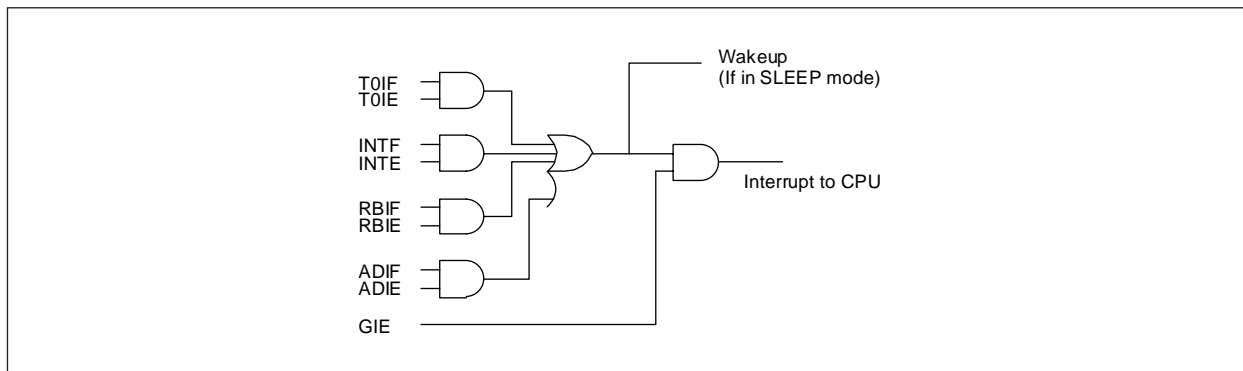 T0IF
T0IE
INTF
INTE
RBIF
RBIE
ADIF
ADIE
GIE
Wakeup
(If in SLEEP mode)
Interrupt to CPU